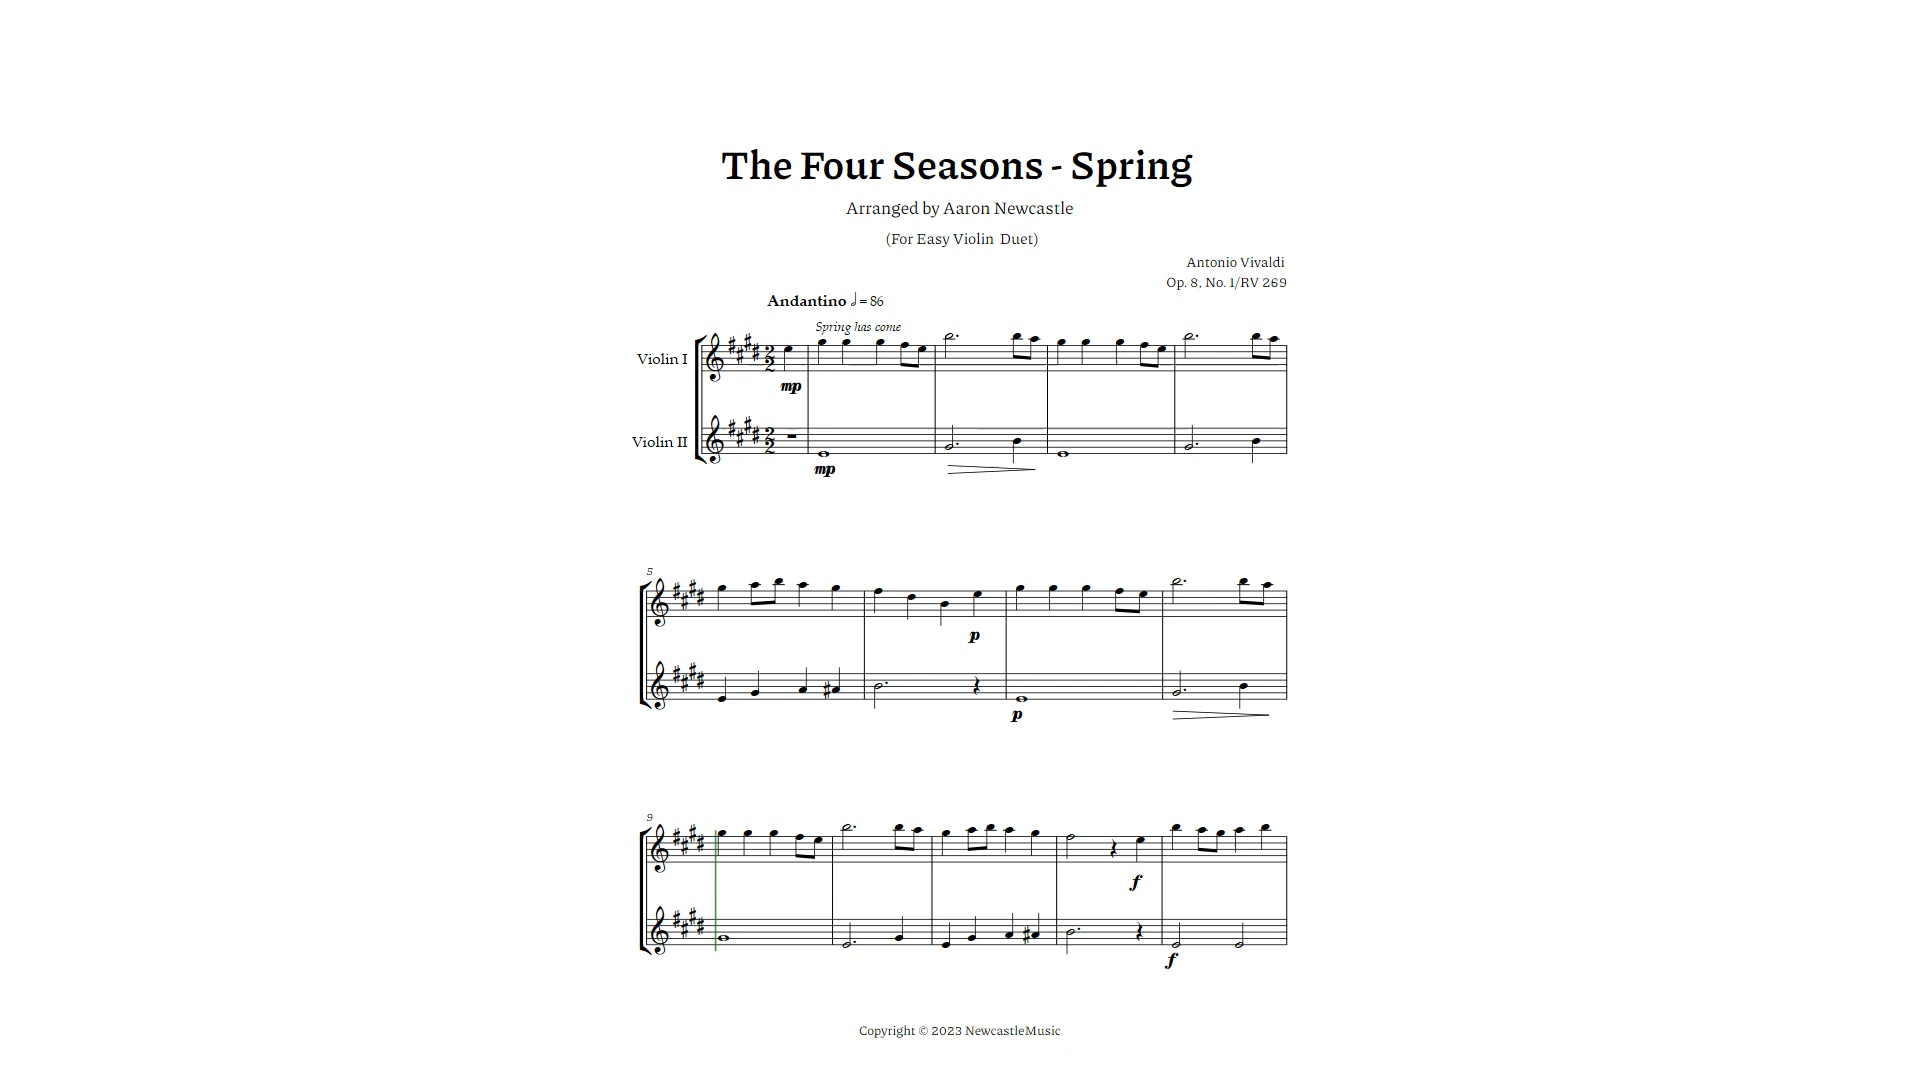 The Four Seasons - Spring
Arranged by Aaron Newcastle
(For Easy Violin Duet)
Antonio Vivaldi
Op. 8, No. 1/RV 269
Andantino 𝅗𝅥 = 86
Spring has come
Violin I
mp
Violin II
mp
5
p
p
9
f
f
Copyright © 2023 NewcastleMusic